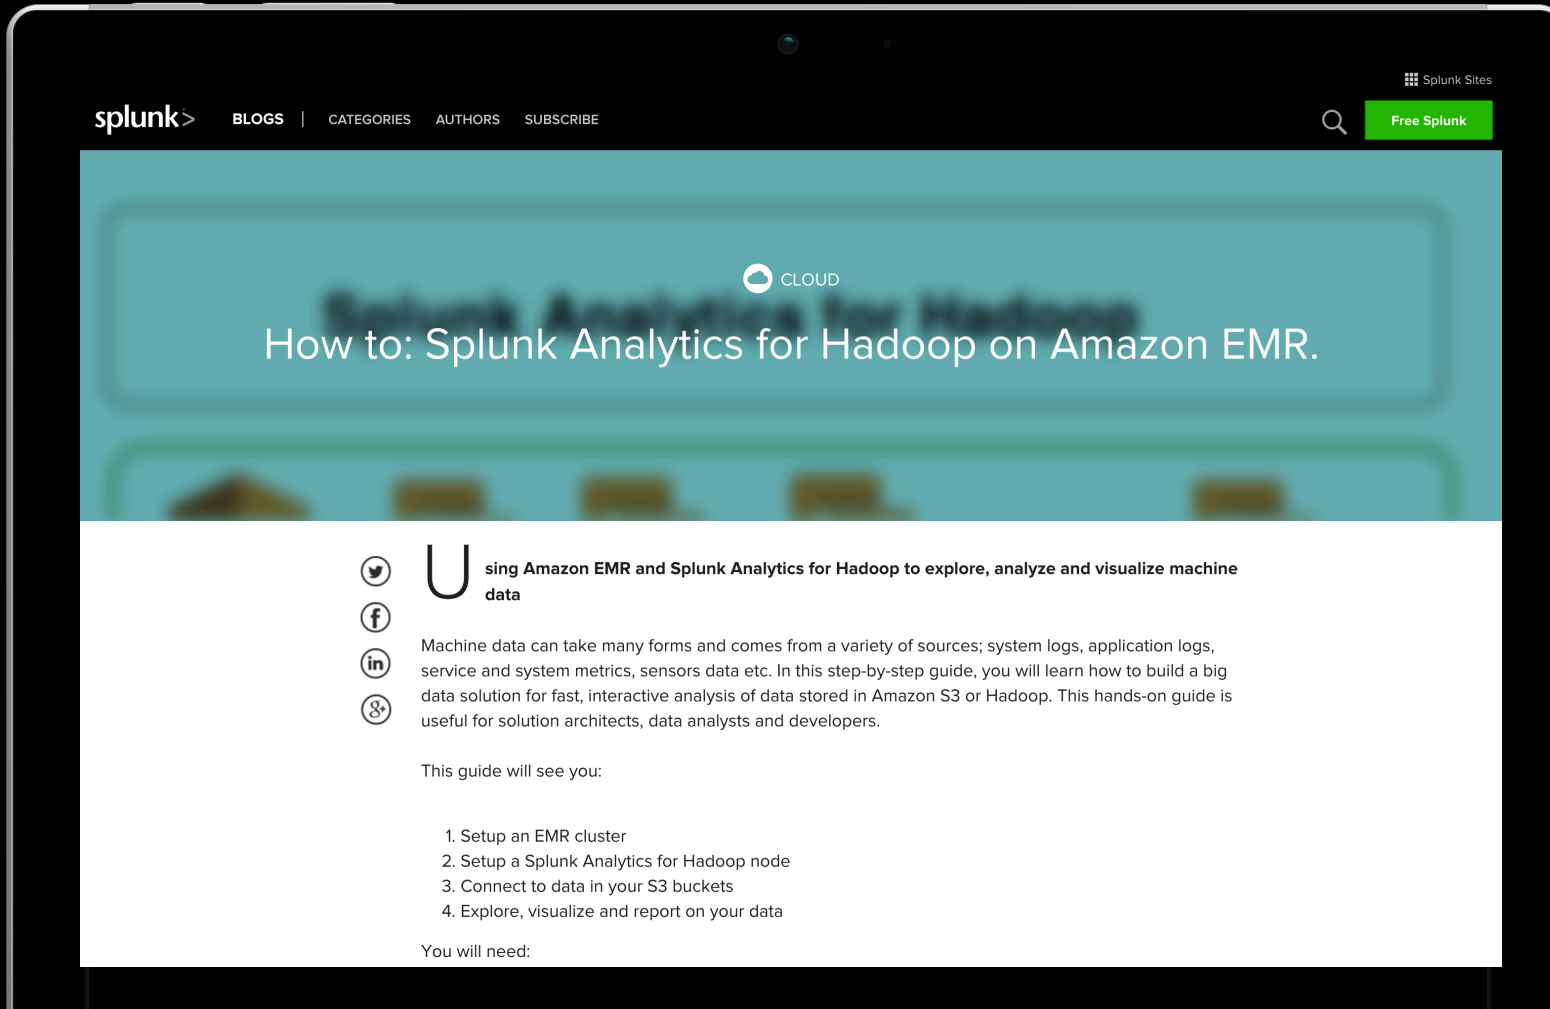 Splunk Sites
splunk> BLOGS | CATEGORIES AUTHORS SUBSCRIBE Free Splunk
CLOUD
Splunk Analytics for Hadoop
How to: Splunk Analytics for Hadoop on Amazon EMR.
Using Amazon EMR and Splunk Analytics for Hadoop to explore, analyze and visualize machine
data
Machine data can take many forms and comes from a variety of sources; system logs, application logs,
service and system metrics, sensors data etc. In this step-by-step guide, you will learn how to build a big
data solution for fast, interactive analysis of data stored in Amazon S3 or Hadoop. This hands-on guide is
useful for solution architects, data analysts and developers.
This guide will see you:
1. Setup an EMR cluster
2. Setup a Splunk Analytics for Hadoop node
3. Connect to data in your S3 buckets
4. Explore, visualize and report on your data
You will need: